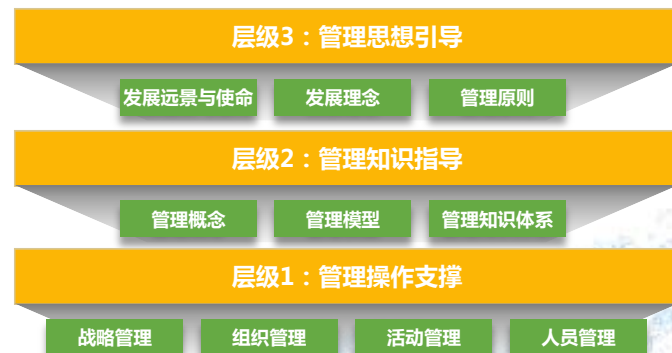 层级3：管理思想引导
发展远景与使命 发展理念 管理原则
层级2：管理知识指导
管理概念 管理模型 管理知识体系
层级1：管理操作支撑
战略管理 组织管理 活动管理 人员管理